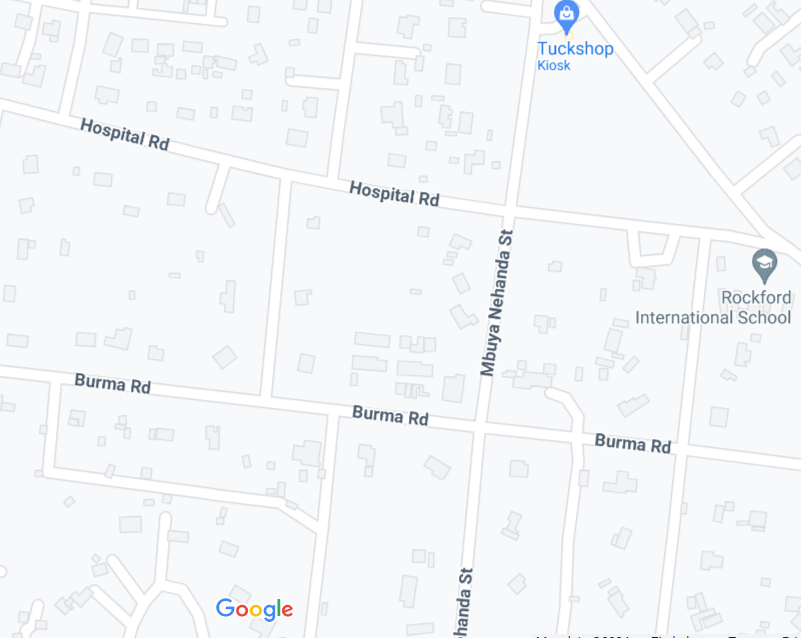 Tuckshop
Kiosk
Hospital Rd
Hospital Rd
Mbuya Nehanda St
Rockford
International School
Burma Rd
Burma Rd
Burma Rd
Google